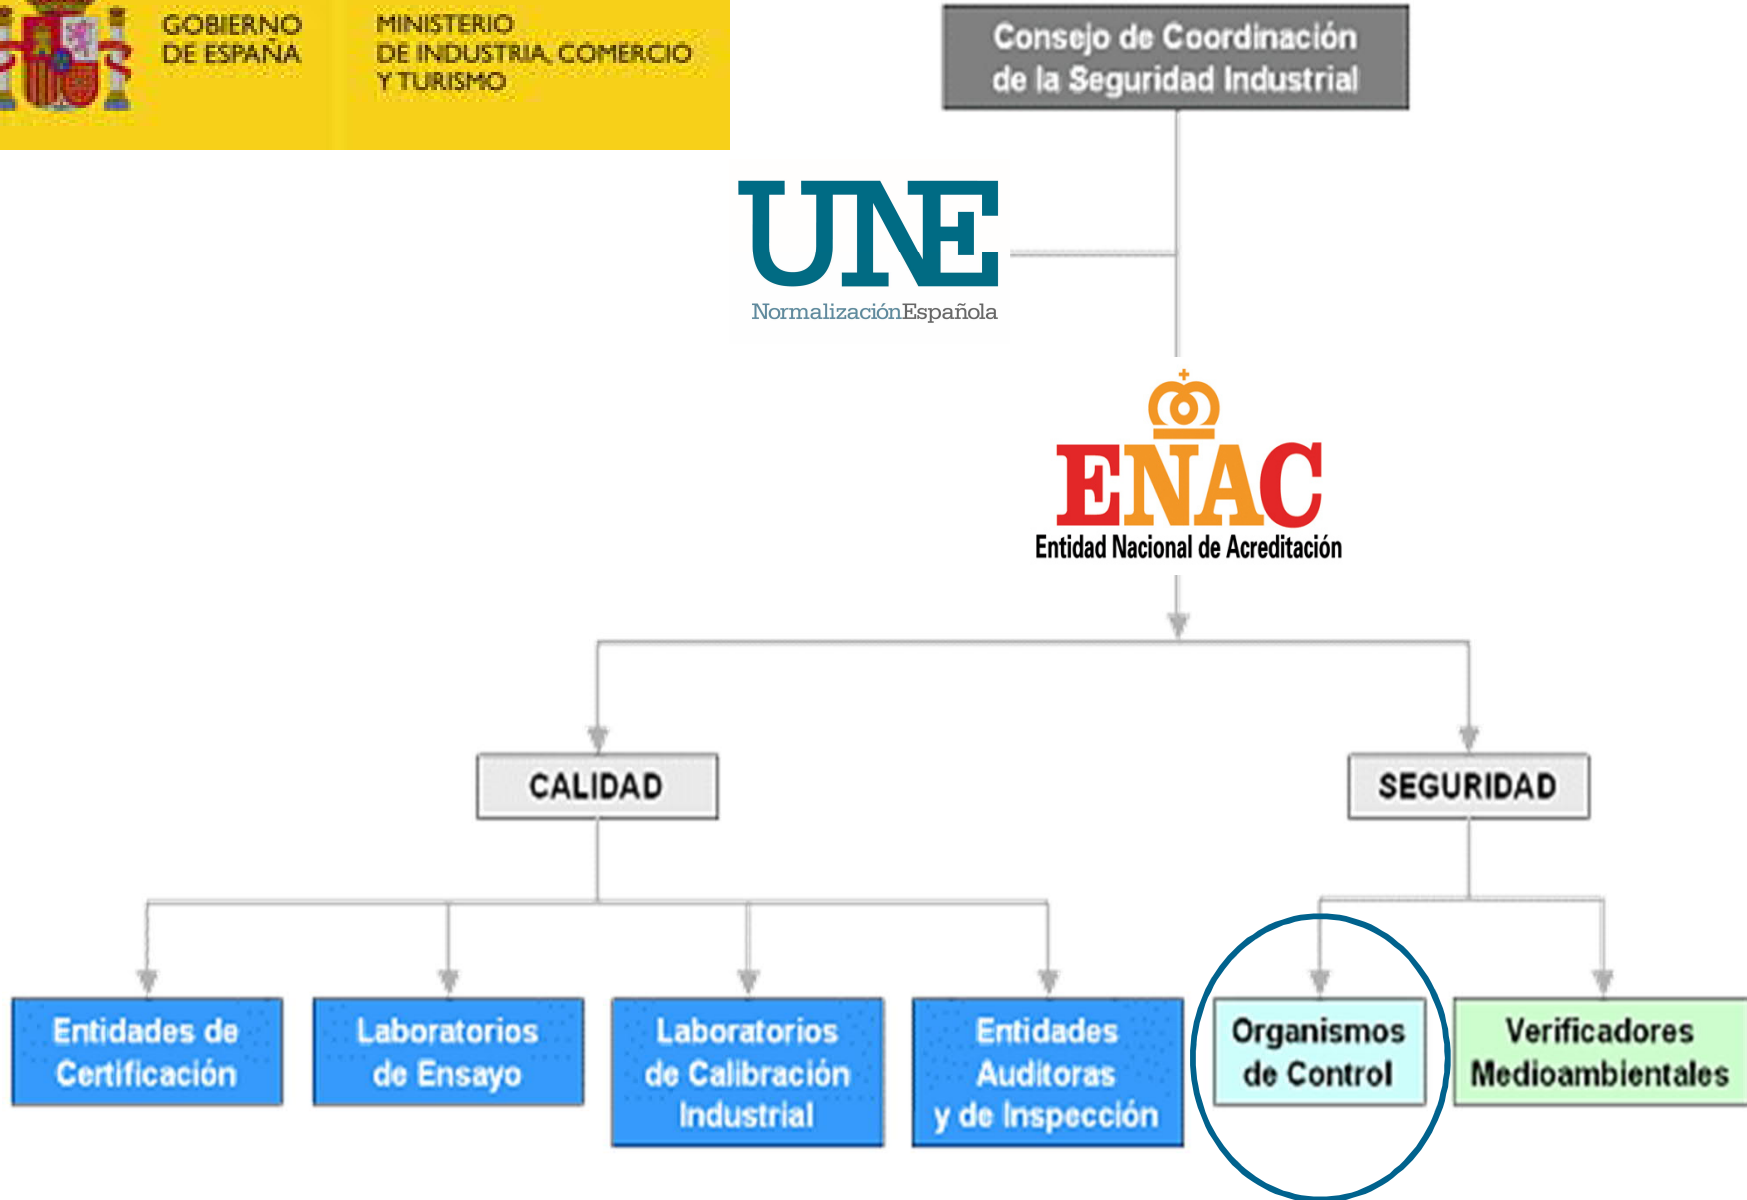 GOBIERNO
DE ESPAÑA
MINISTERIO
DE INDUSTRIA, COMERCIO
Y TURISMO
Consejo de Coordinación
de la Seguridad Industrial
UNE
NormalizaciónEspañola
ENAC
Entidad Nacional de Acreditación
CALIDAD
SEGURIDAD
Entidades de
Certificación
Laboratorios
de Ensayo
Laboratorios
de Calibración
Industrial
Entidades
Auditoras
y de Inspección
Organismos
de Control
Verificadores
Medioambientales